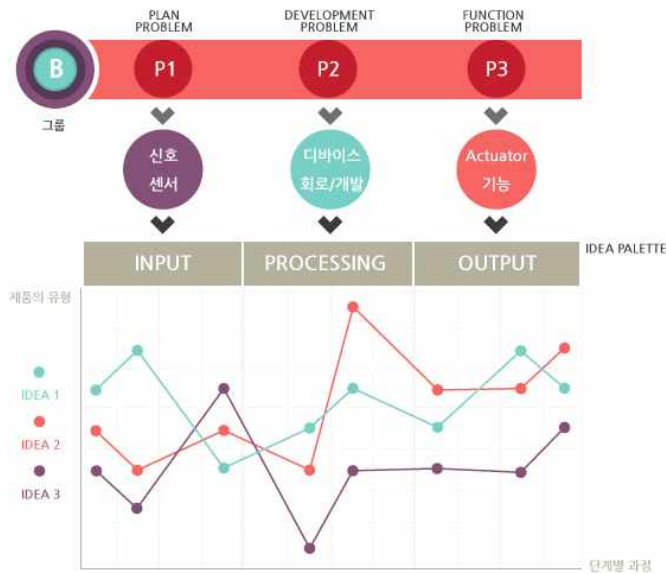 PLAN
PROBLEM
DEVELOPMENT
PROBLEM
FUNCTION
PROBLEM
B
P1
P2
P3
그룹
신호
센서
디바이스
회로/개발
Actuator
기능
INPUT
PROCESSING
OUTPUT
IDEA PALETTE
제품의 유형
IDEA 1
IDEA 2
IDEA 3
단계별 과정